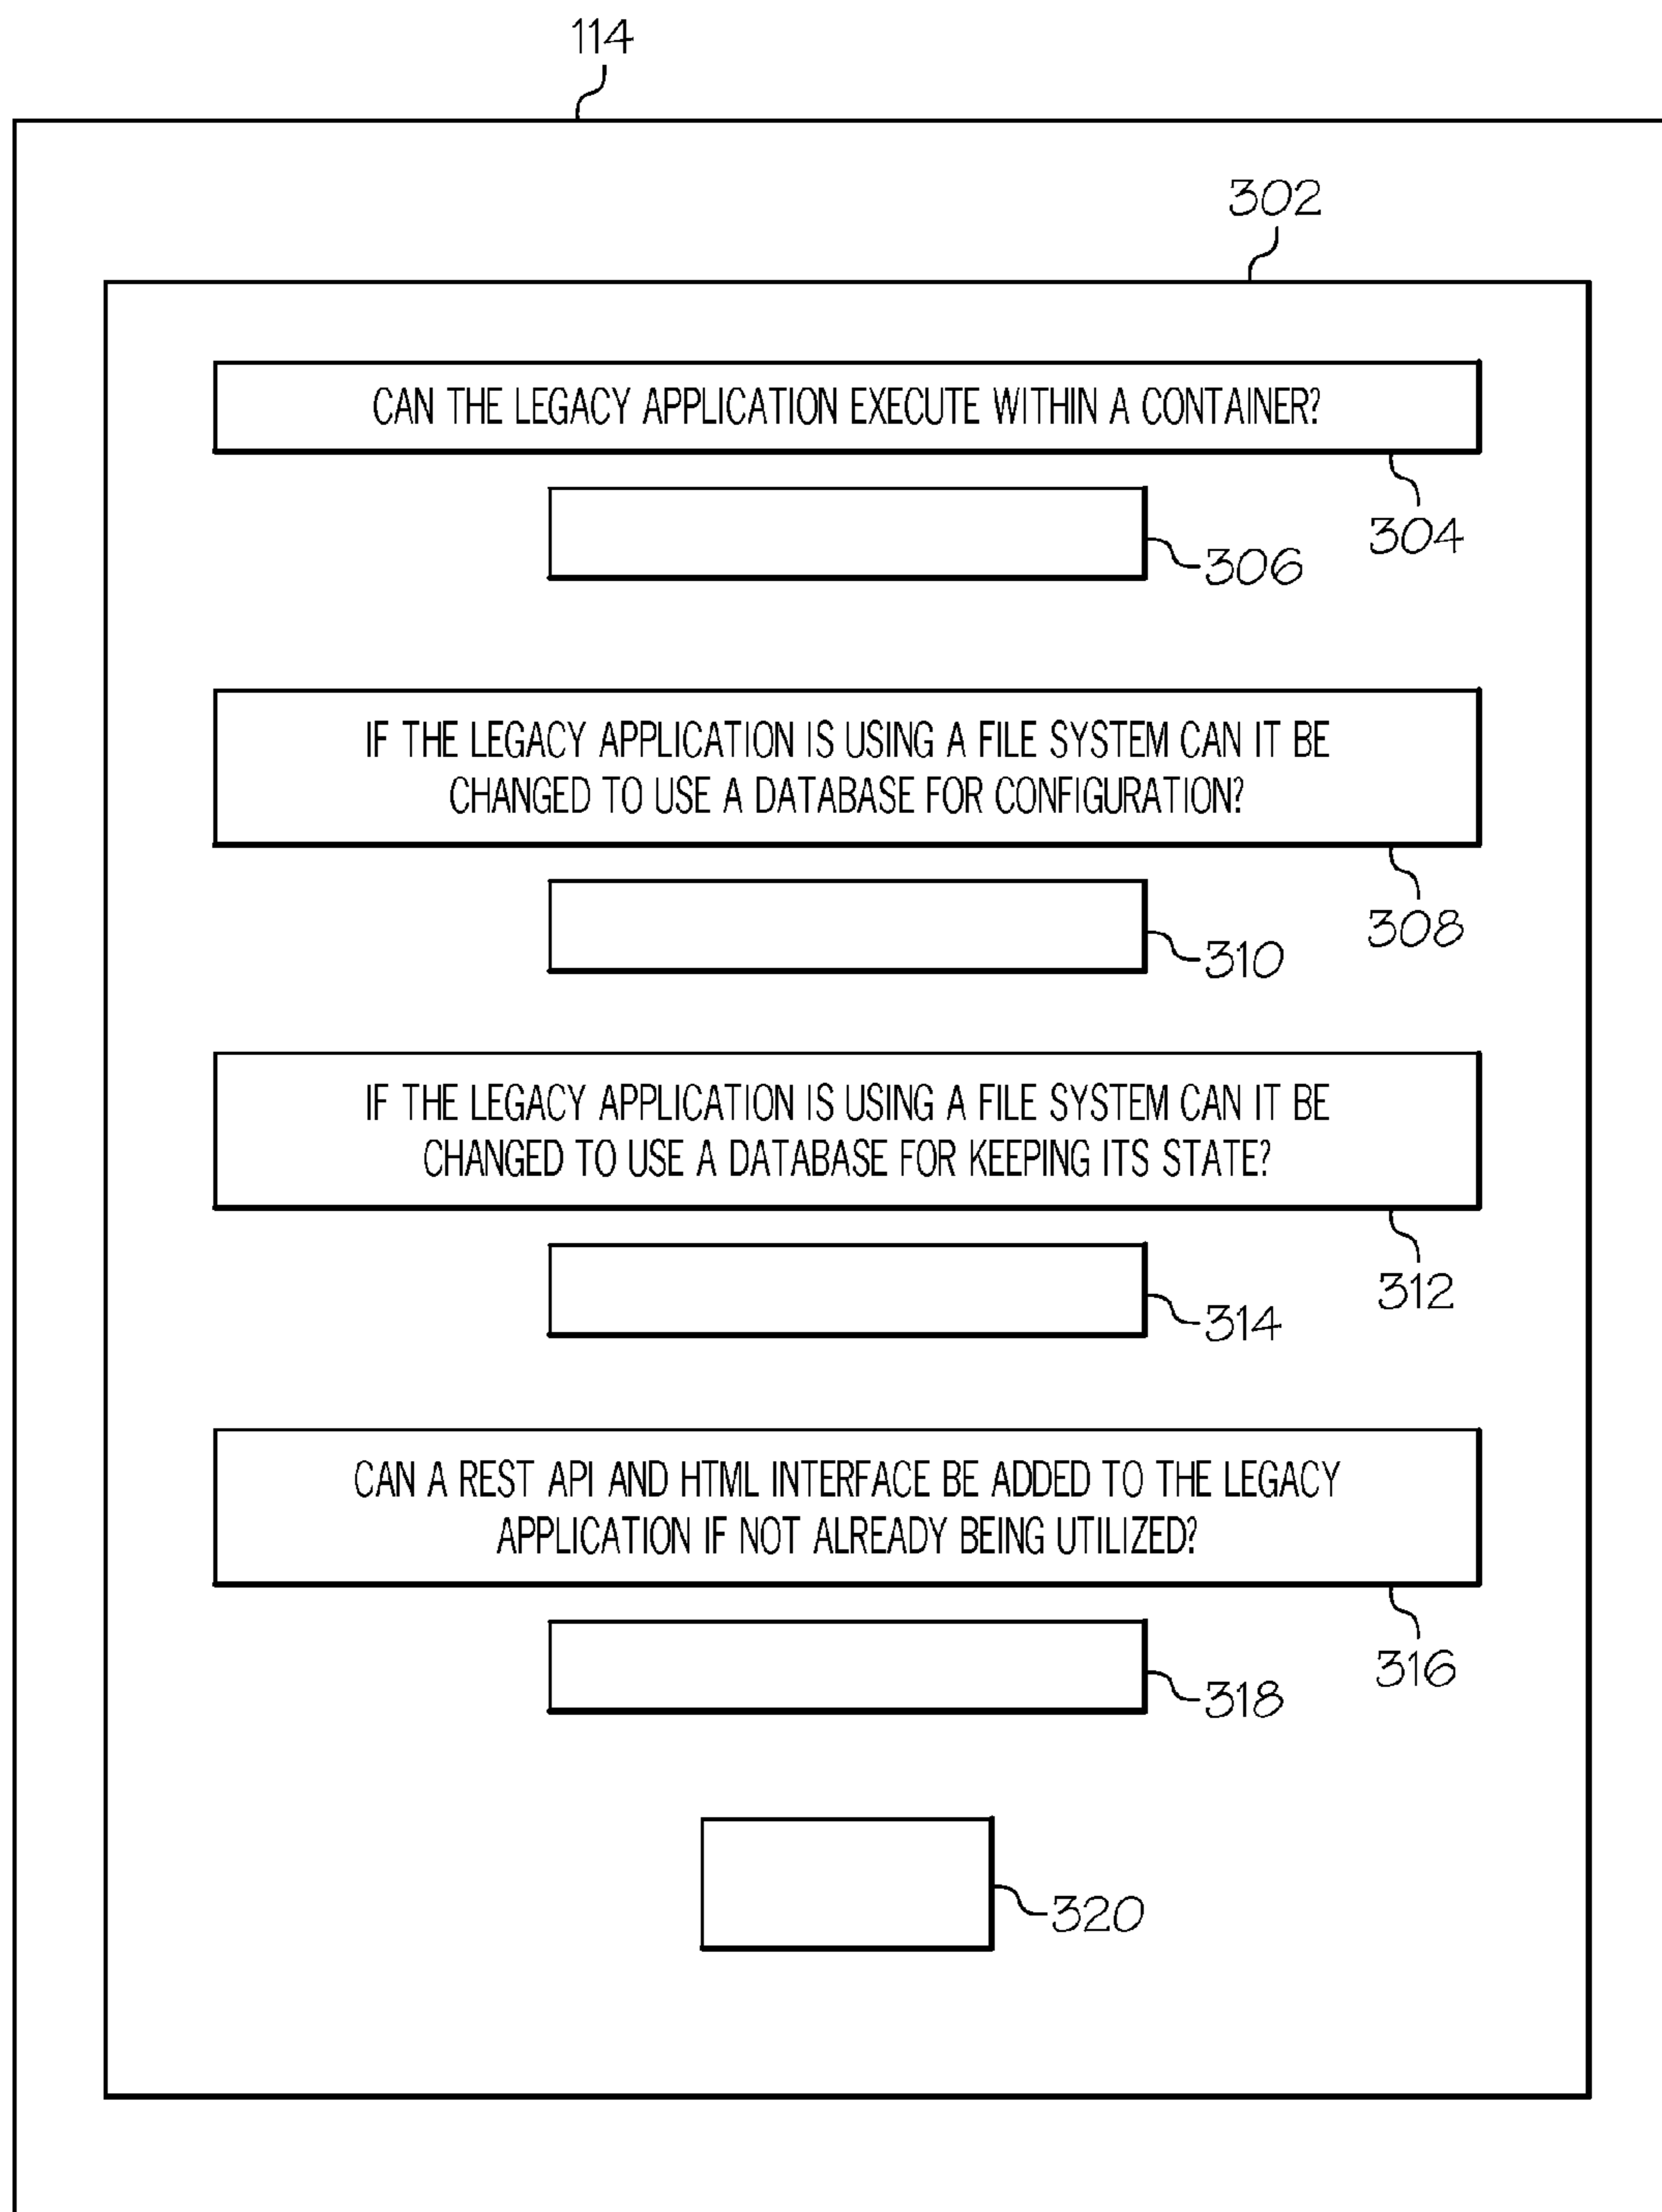 114
302
CAN THE LEGACY APPLICATION EXECUTE WITHIN A CONTAINER?
304
306
IF THE LEGACY APPLICATION IS USING A FILE SYSTEM CAN IT BE
CHANGED TO USE A DATABASE FOR CONFIGURATION?
308
310
IF THE LEGACY APPLICATION IS USING A FILE SYSTEM CAN IT BE
CHANGED TO USE A DATABASE FOR KEEPING ITS STATE?
312
314
CAN A REST API AND HTML INTERFACE BE ADDED TO THE LEGACY
APPLICATION IF NOT ALREADY BEING UTILIZED?
316
318
320